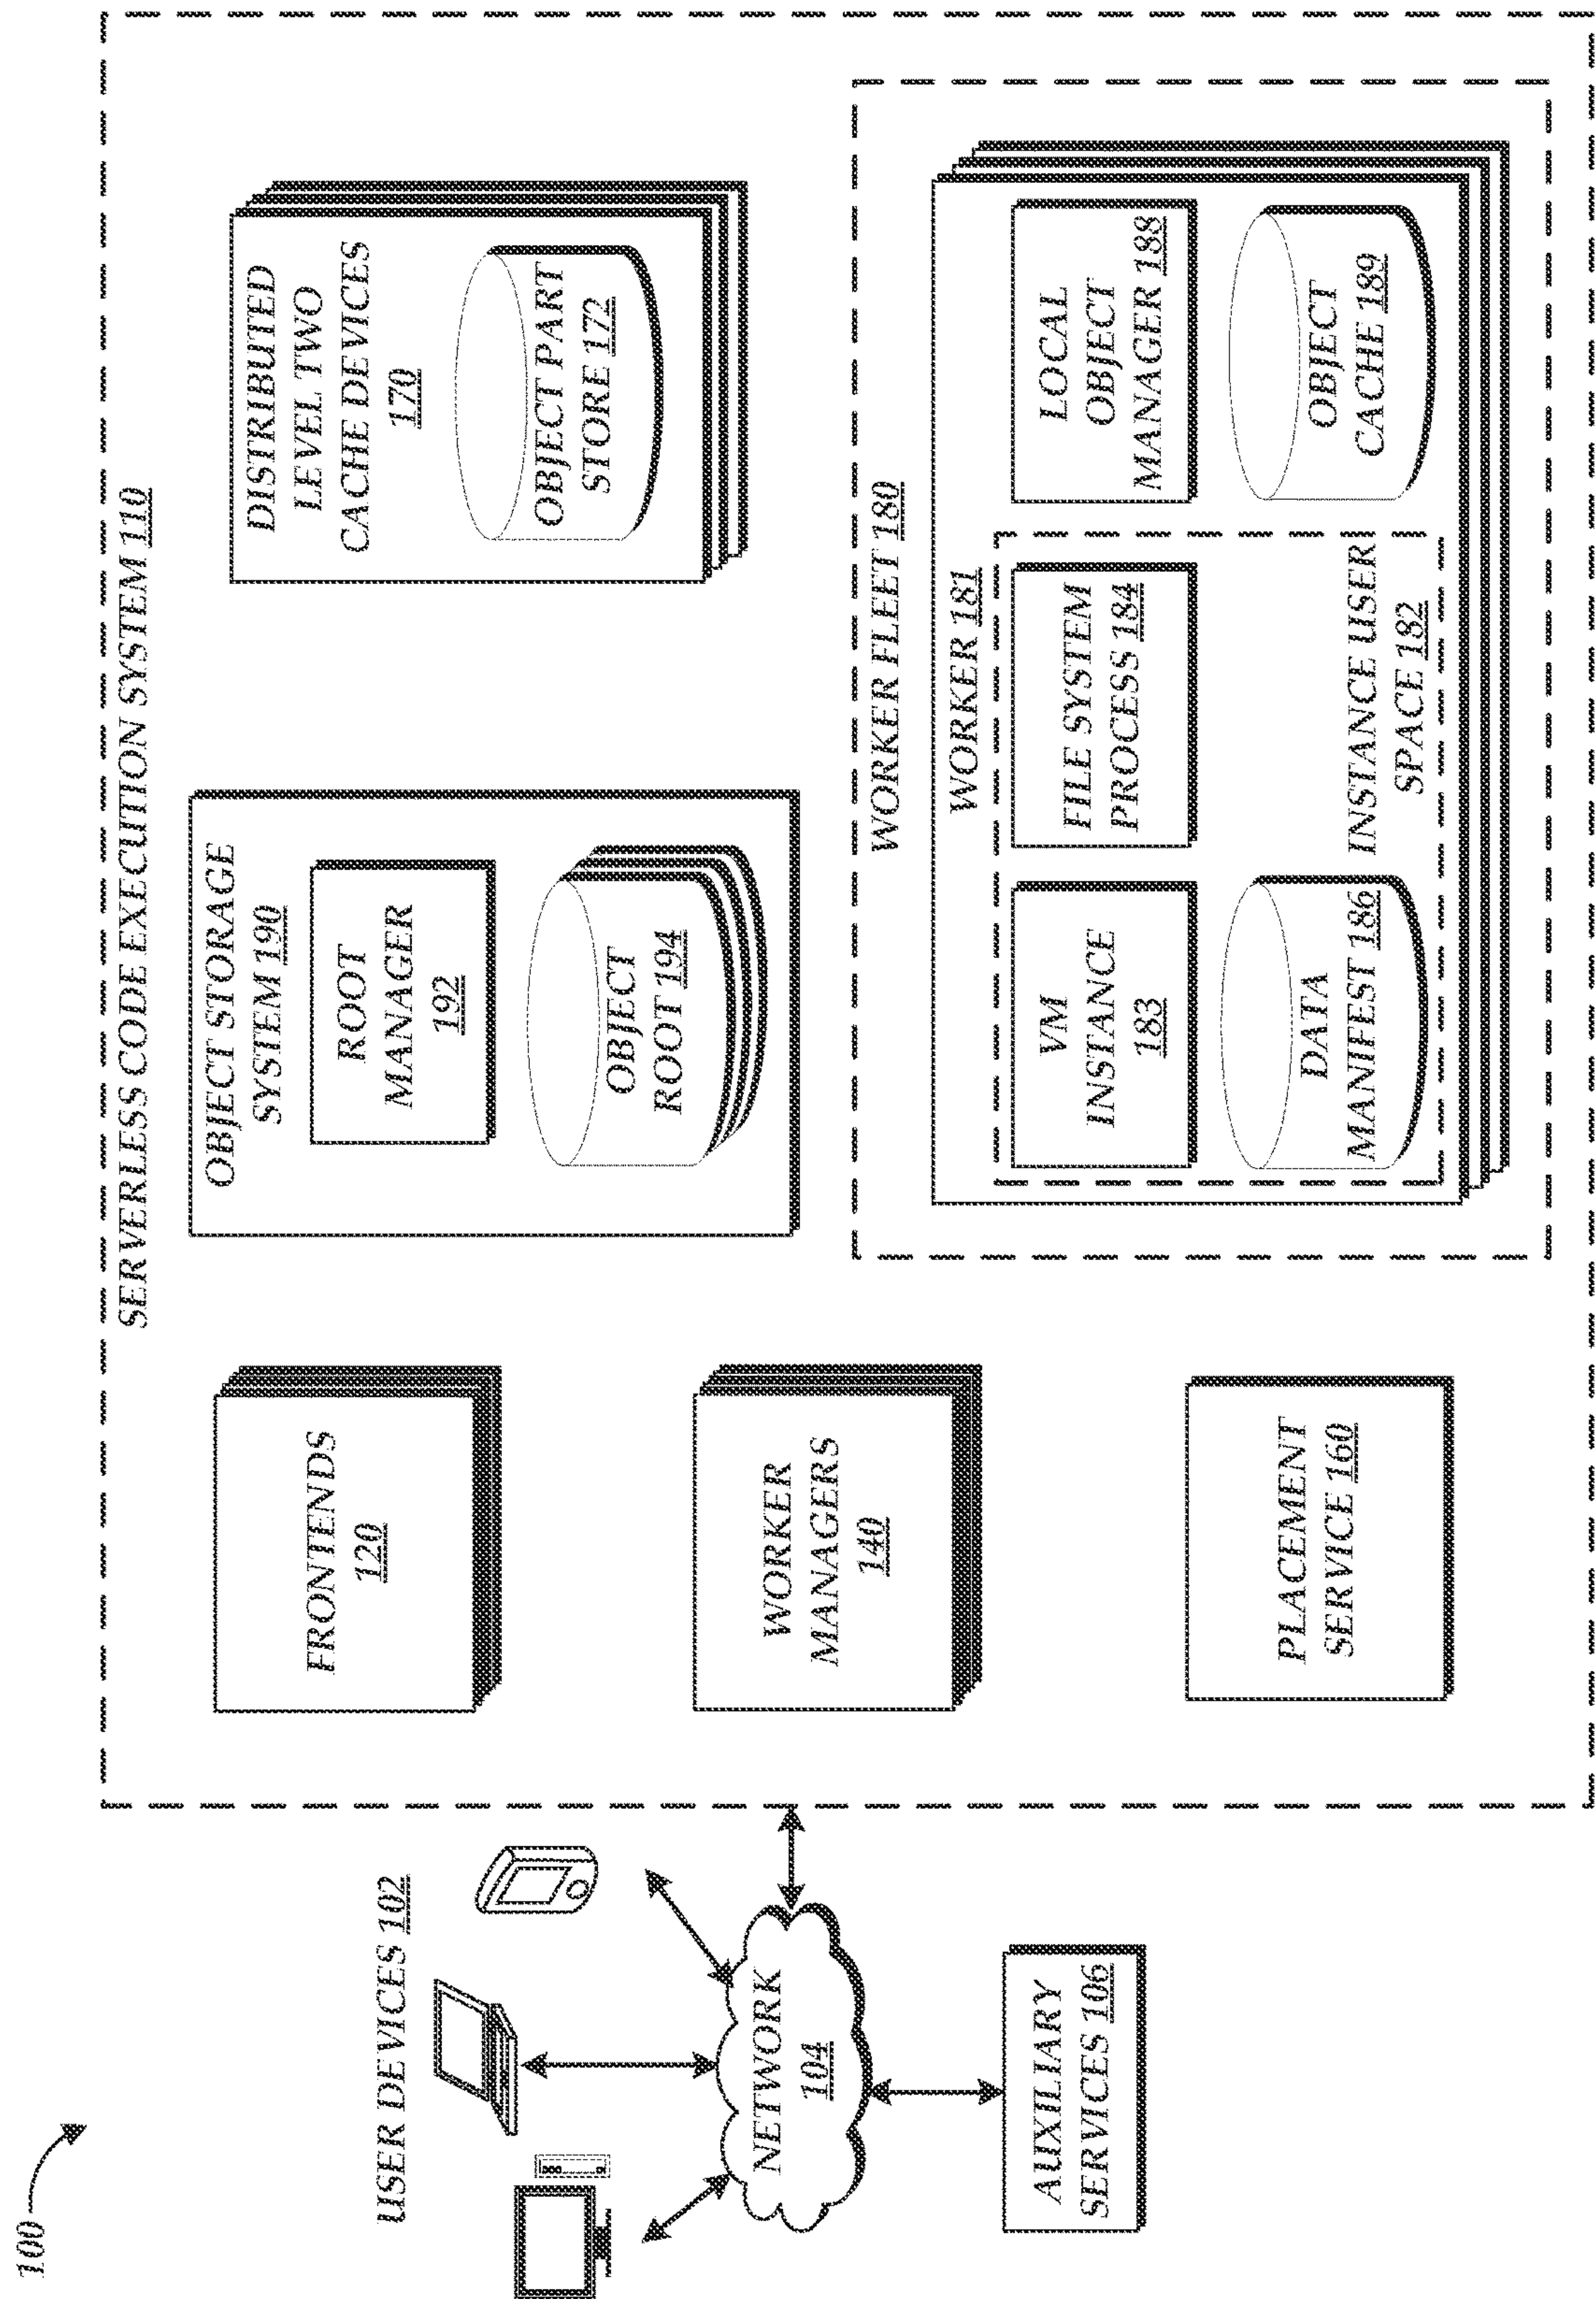 100
USER DEVICES 102
NETWORK
104
AUXILIARY
SERVICES 106
SERVERLESS CODE EXECUTION SYSTEM 110
FRONTENDS
120
WORKER
MANAGERS
140
PLACEMENT
SERVICE 160
OBJECT STORAGE
SYSTEM 190
ROOT
MANAGER
192
OBJECT
ROOT 194
DISTRIBUTED
LEVEL TWO
CACHE DEVICES
170
OBJECT PART
STORE 172
WORKER FLEET 180
WORKER 181
VM
INSTANCE
183
FILE SYSTEM
PROCESS 184
DATA
MANIFEST 186
INSTANCE USER
SPACE 182
LOCAL
OBJECT
MANAGER 188
OBJECT
CACHE 189